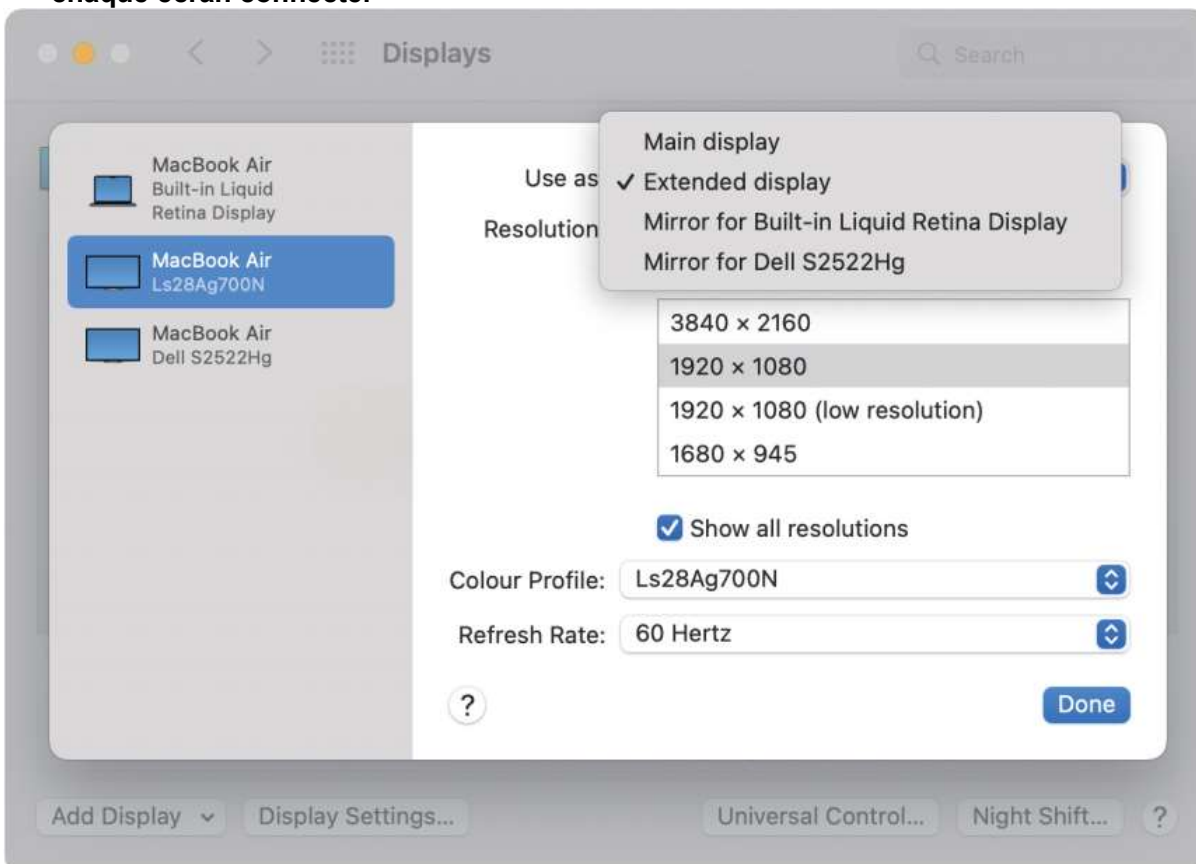 chaque écran connecté.
Displays
Search
MacBook Air
Built-in Liquid
Retina Display
MacBook Air
Ls28Ag700N
MacBook Air
Dell S2522Hg
Use as
Main display
✓ Extended display
Mirror for Built-in Liquid Retina Display
Mirror for Dell S2522Hg
Resolution
3840 × 2160
1920 × 1080
1920 × 1080 (low resolution)
1680 × 945
Show all resolutions
Colour Profile: Ls28Ag700N
Refresh Rate: 60 Hertz
?
Done
Add Display
Display Settings...
Universal Control...
Night Shift...
?